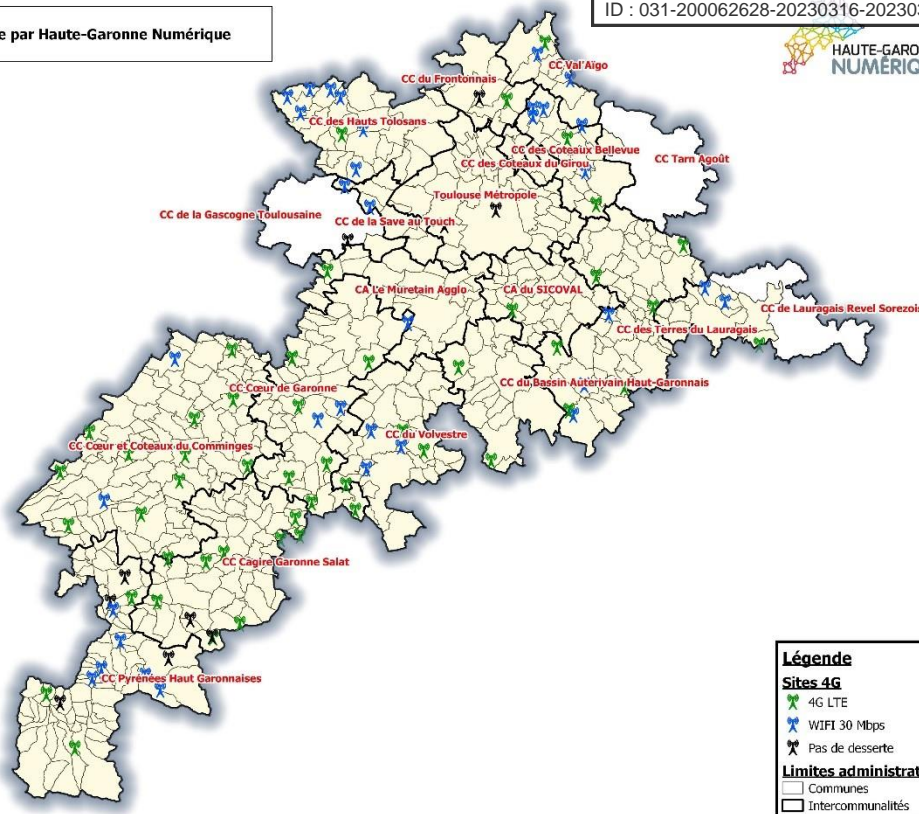 ID : 031-200062628-20230316-202303
e par Haute-Garonne Numérique
HAUTE-GARO
NUMÉRIQ
CC Val'Aïgo
CC du Frontonnais
CC des Hauts Tolosans
CC des Coteaux Bellevue
CC Tarn Agoût
CC des Coteaux du Girou
Toulouse Métropole
CC de la Gascogne Toulousaine
CC de la Save au Touch
CA Le Muretain Agglo
CA du SICOVAL
CC de Lauragais Revel Sorezois
CC des Terres du Lauragais
CC du Bassin Auterivain Haut-Garonnais
CC Cœur de Garonne
CC du Volvestre
CC Cœur et Coteaux du Comminges
CC Cagire Garonne Salat
CC Pyrénées Haut Garonnaises
Légende
Sites 4G
4G LTE
WIFI 30 Mbps
Pas de desserte
Limites administrat
Communes
Intercommunalités